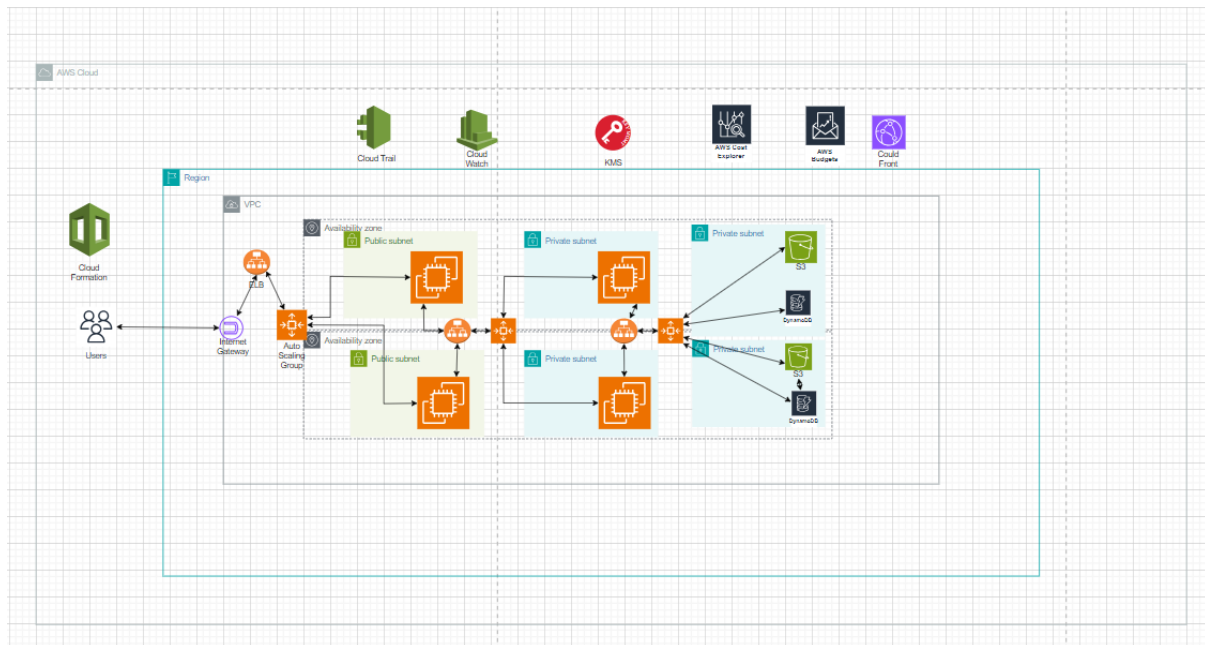 AWS Cloud
Cloud Trail
Cloud
Watch
KMS
AWS Cost
Explorer
AWS
Budgets
Could
Front
Region
VPC
Cloud
Formation
Users
Internet
Gateway
ELB
Auto
Scaling
Group
Availability zone
Public subnet
Private subnet
Private subnet
S3
DynamoDB
Availability zone
Public subnet
Private subnet
Private subnet
S3
DynamoDB